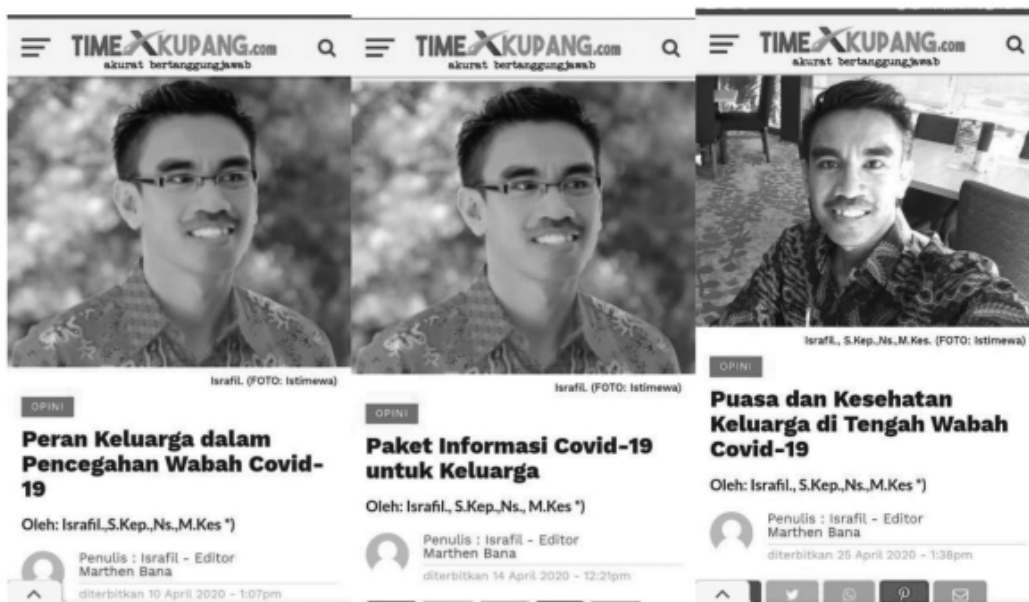 TIMEXKUPANG.com
akurat bertanggungjawab
Israfil. (FOTO: Istimewa)
OPINI
Peran Keluarga dalam
Pencegahan Wabah Covid-
19
Oleh: Israfil.,S.Kep.,Ns.,M.Kes *)
Penulis : Israfil - Editor
Marthen Bana
diterbitkan 10 April 2020 - 1:07pm
TIMEXKUPANG.com
akurat bertanggungjawab
Israfil. (FOTO: Istimewa)
OPINI
Paket Informasi Covid-19
untuk Keluarga
Oleh: Israfil., S.Kep.,Ns., M.Kes *)
Penulis : Israfil - Editor
Marthen Bana
diterbitkan 14 April 2020 - 12:21pm
TIMEXKUPANG.com
akurat bertanggungjawab
Israfil., S.Kep.,Ns.,M.Kes. (FOTO: Istimewa)
OPINI
Puasa dan Kesehatan
Keluarga di Tengah Wabah
Covid-19
Oleh: Israfil., S.Kep.,Ns.,M.Kes *)
Penulis : Israfil - Editor
Marthen Bana
diterbitkan 25 April 2020 - 1:38pm